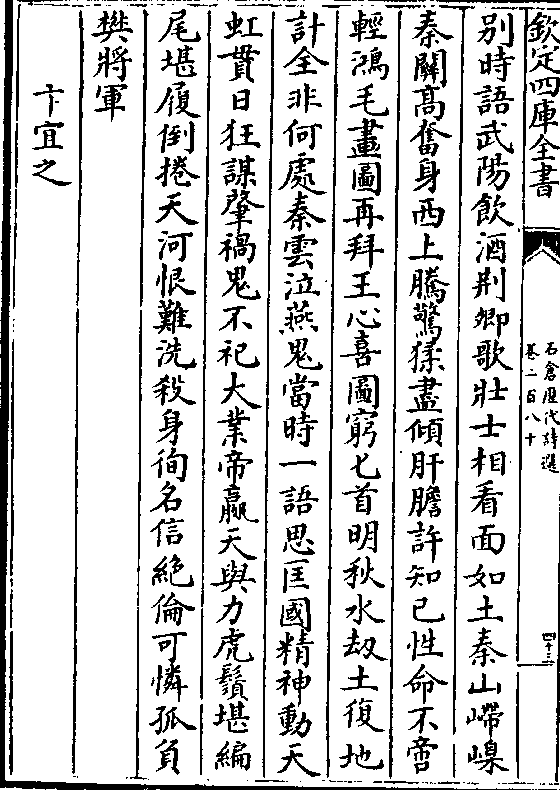 欽定四庫全書
石倉歷代詩選
卷二百八十
四十三
別時語武陽飲酒荆卿歌壯士相看面如土秦山嵽嵲
秦關髙奮身西上騰驚猱盡傾肝膽許知已性命不啻
輕鴻毛畫圖再拜王心喜圖窮匕首明秋水刼土復地
計全非何處秦雲泣燕鬼當時一語思匡國精神動天
虹貫日狂謀肇禍鬼不祀大業帝嬴天與力虎鬚堪編
尾堪履倒捲天河恨難洗殺身徇名信絶倫可憐孤負
樊將軍
卞宜之